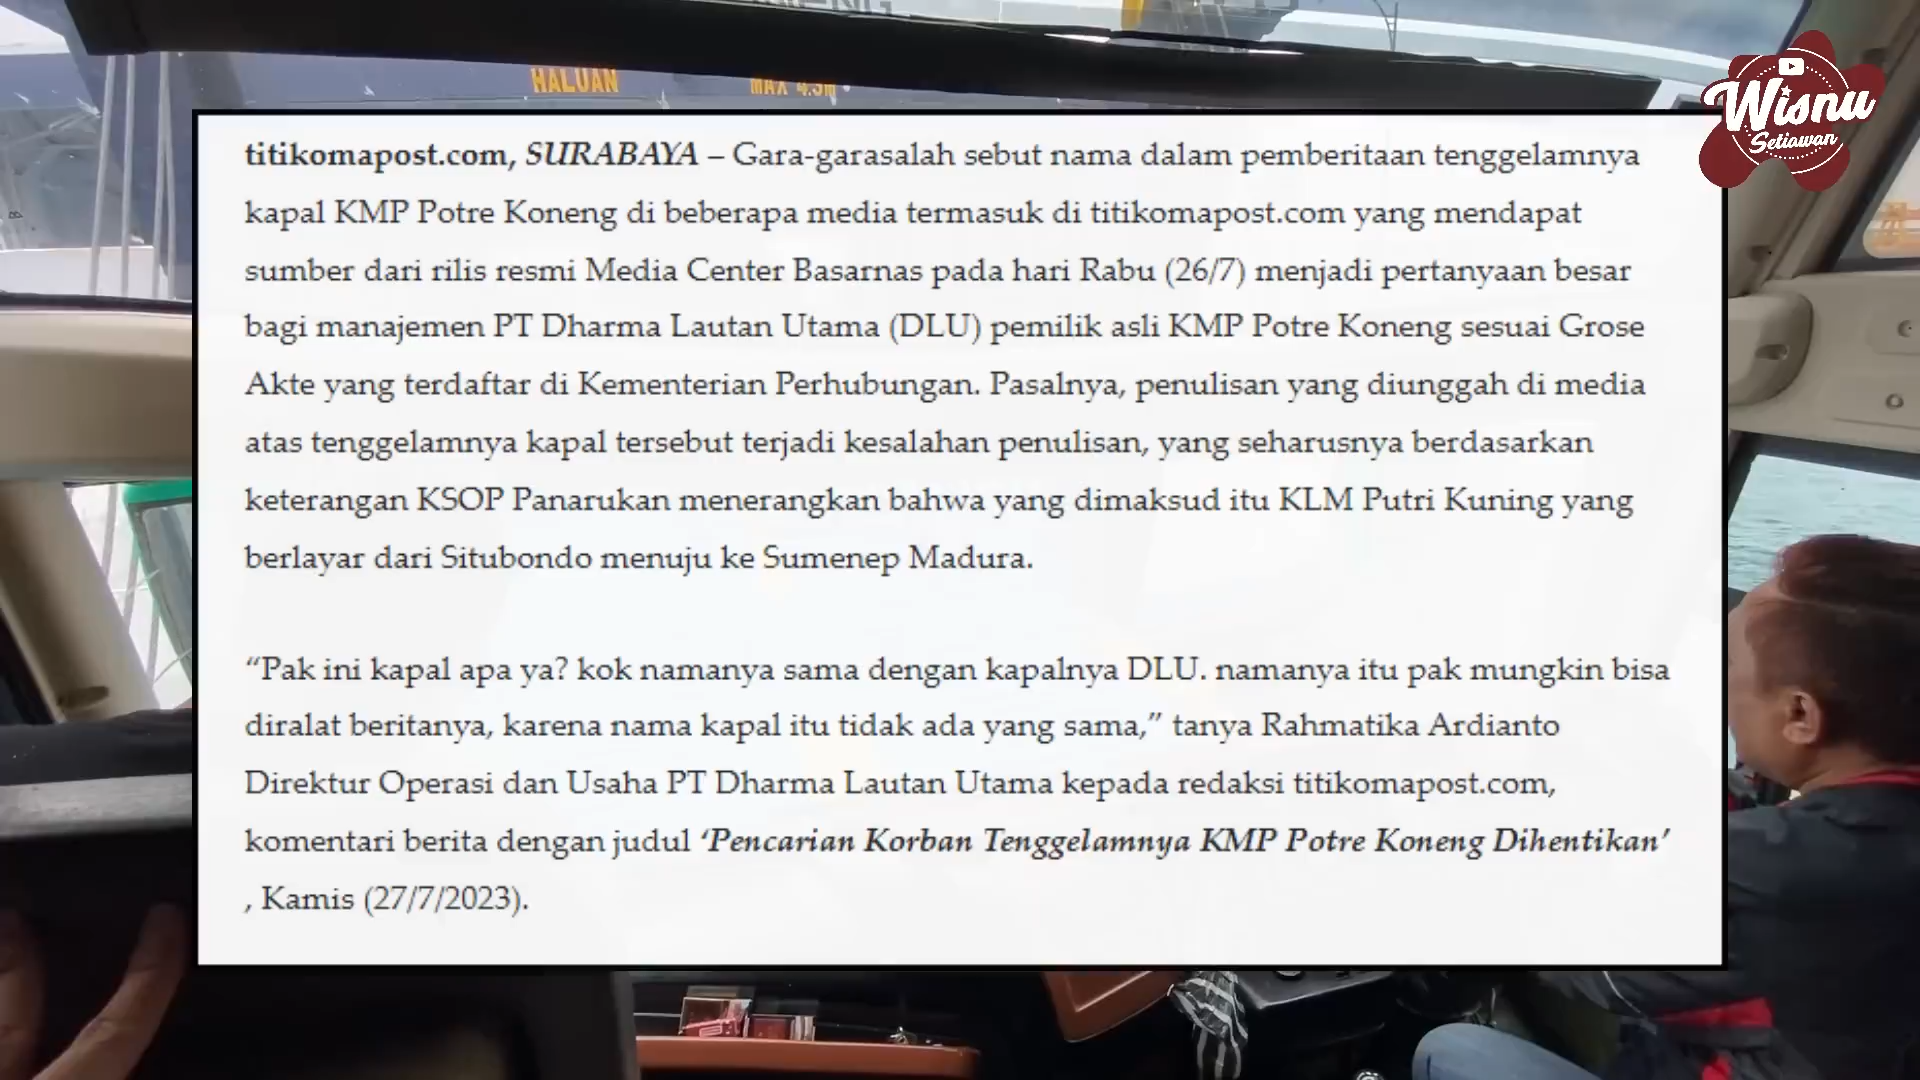 HALUAN
MAX 4.3M
Wisnu
Setiawan
titikomapost.com, SURABAYA – Gara-garasalah sebut nama dalam pemberitaan tenggelamnya
kapal KMP Potre Koneng di beberapa media termasuk di titikomapost.com yang mendapat
sumber dari rilis resmi Media Center Basarnas pada hari Rabu (26/7) menjadi pertanyaan besar
bagi manajemen PT Dharma Lautan Utama (DLU) pemilik asli KMP Potre Koneng sesuai Grose
Akte yang terdaftar di Kementerian Perhubungan. Pasalnya, penulisan yang diunggah di media
atas tenggelamnya kapal tersebut terjadi kesalahan penulisan, yang seharusnya berdasarkan
keterangan KSOP Panarukan menerangkan bahwa yang dimaksud itu KLM Putri Kuning yang
berlayar dari Situbondo menuju ke Sumenep Madura.
“Pak ini kapal apa ya? kok namanya sama dengan kapalnya DLU. namanya itu pak mungkin bisa
diralat beritanya, karena nama kapal itu tidak ada yang sama,” tanya Rahmatika Ardianto
Direktur Operasi dan Usaha PT Dharma Lautan Utama kepada redaksi titikomapost.com,
komentari berita dengan judul ‘Pencarian Korban Tenggelamnya KMP Potre Koneng Dihentikan’
, Kamis (27/7/2023).